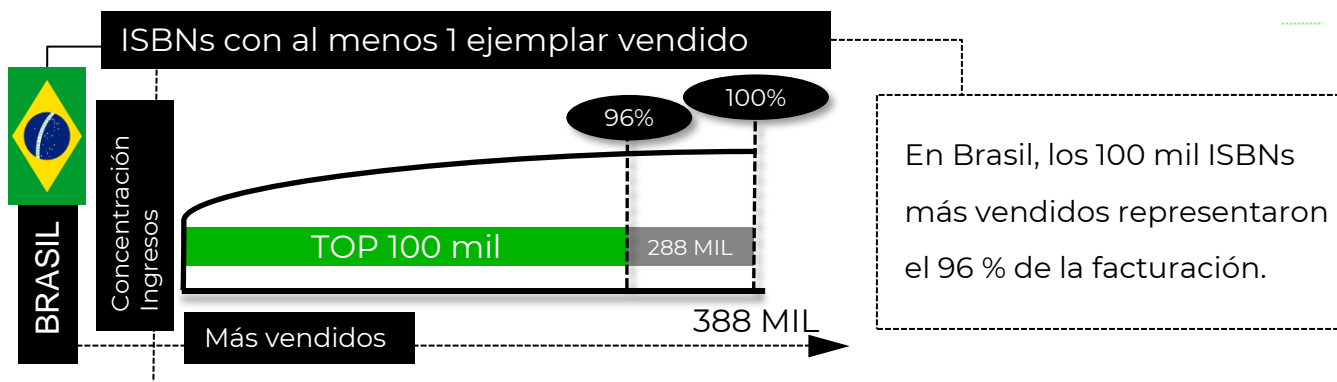 ISBNs con al menos 1 ejemplar vendido
BRASIL
Concentración
Ingresos
96%
100%
TOP 100 mil
288 MIL
388 MIL
Más vendidos
En Brasil, los 100 mil ISBNs
más vendidos representaron
el 96 % de la facturación.